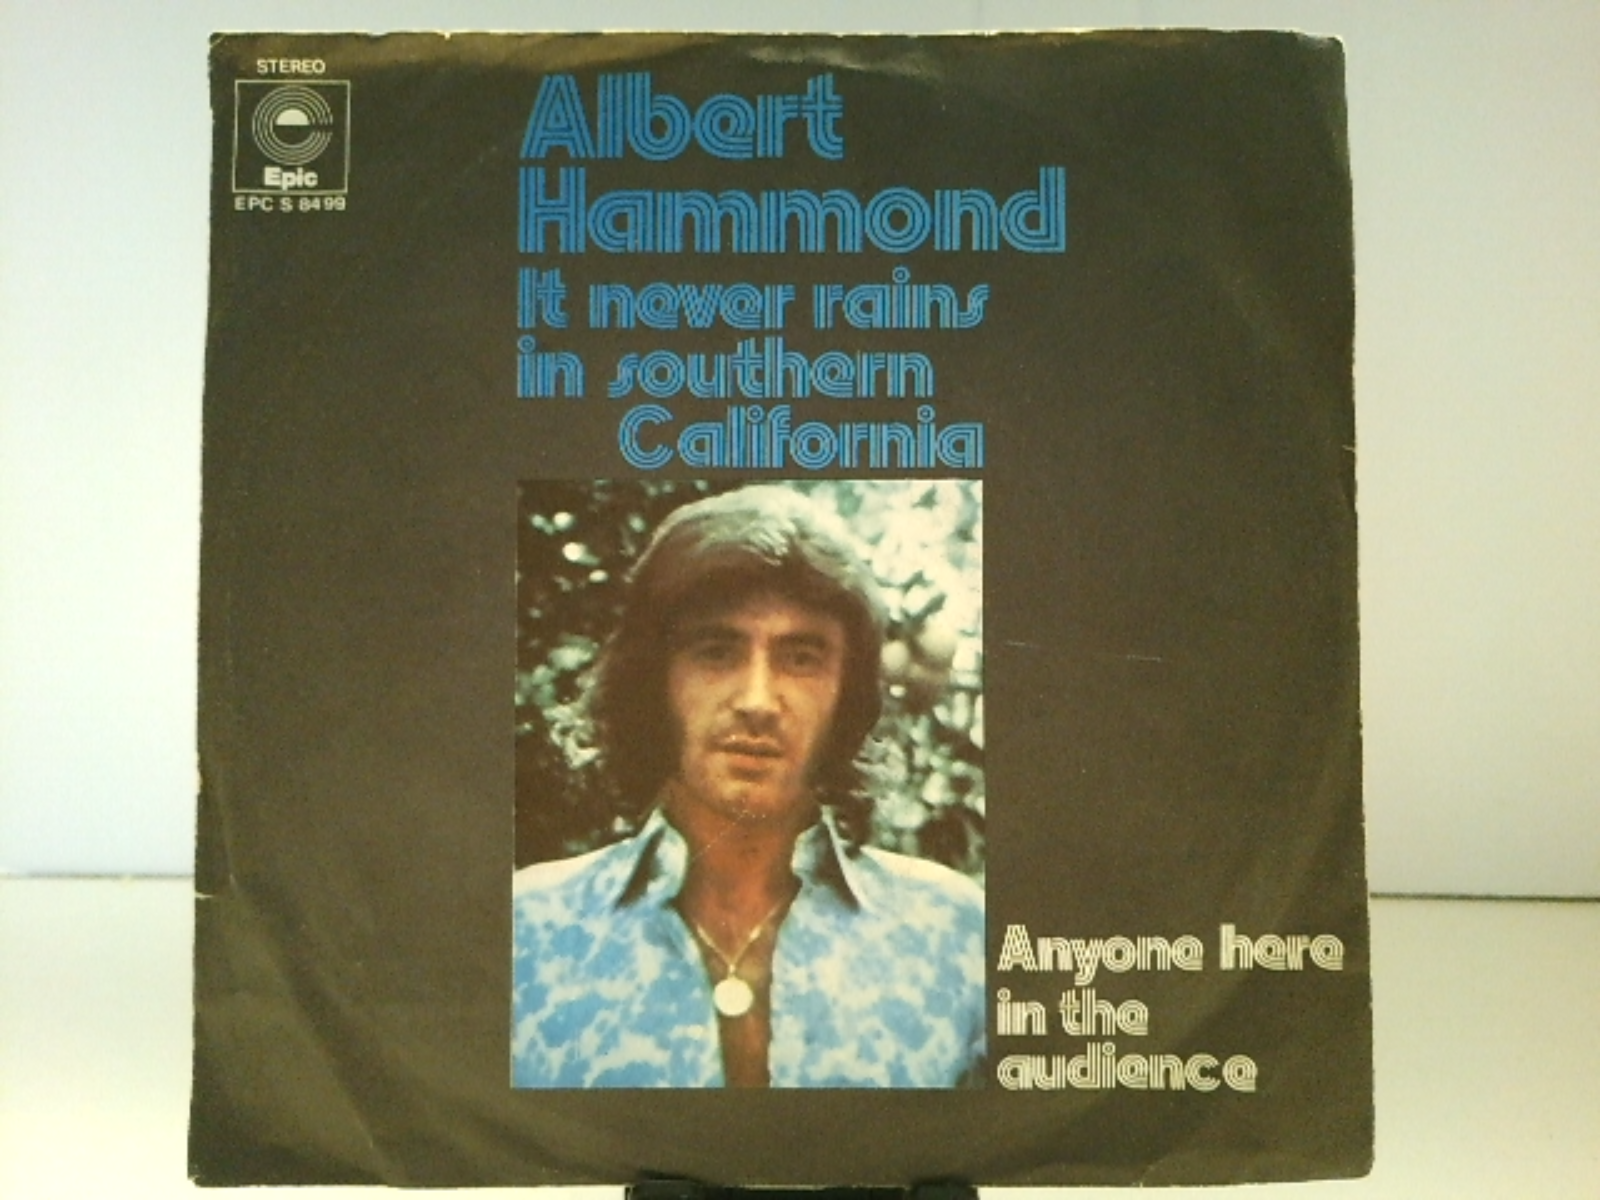 STEREO
Epic
EPC S 8499
Albert
Hammond
It never rains
in southern
California
Anyone here
in the
audience